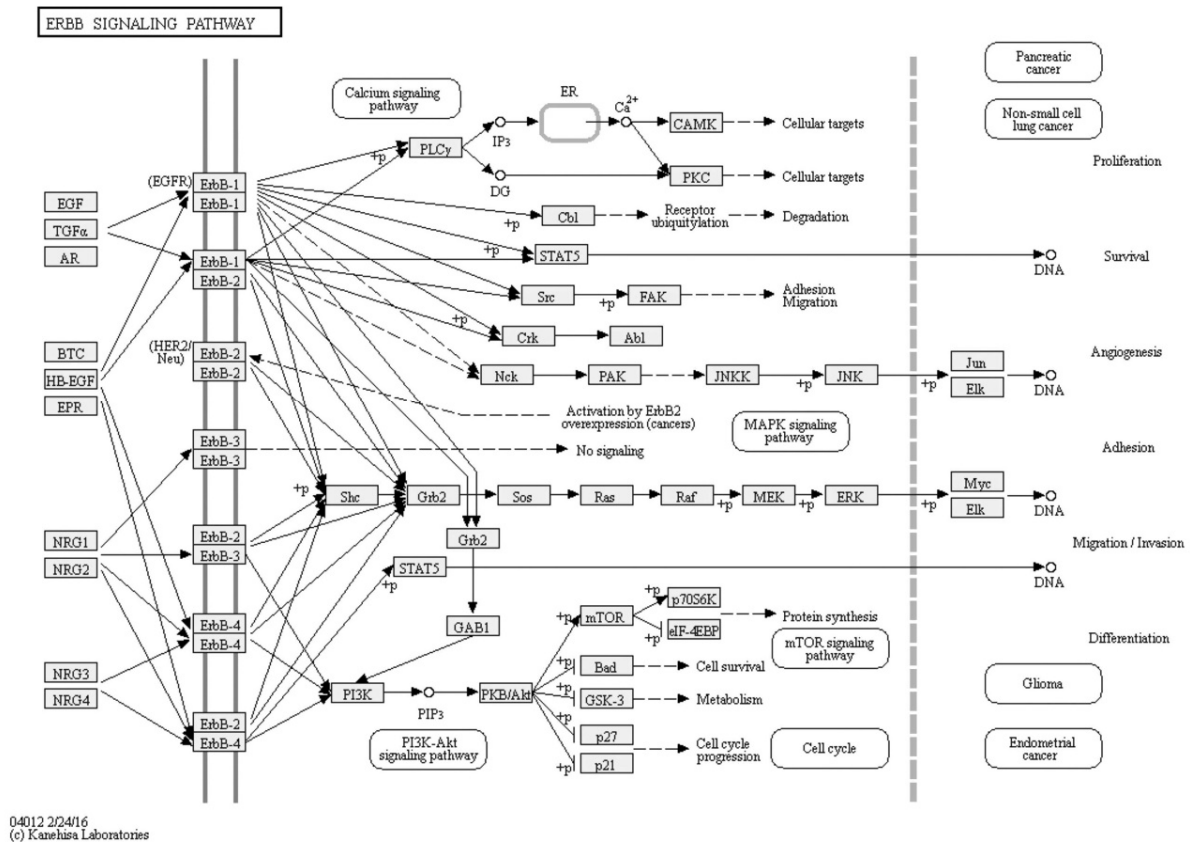 ERBB SIGNALING PATHWAY
Pancreatic
cancer
Non-small cell
lung cancer
Calcium signaling
pathway
ER
Ca2+
IP3
CAMK
Cellular targets
+p
PLCγ
DG
PKC
Cellular targets
Proliferation
(EGFR)
ErbB-1
ErbB-1
EGF
TGFα
AR
Cbl
+p
Receptor
ubiquitylation
Degradation
ErbB-1
ErbB-2
+p
STAT5
DNA
Survival
Src
+p
FAK
Adhesion
Migration
+p
Crk
Abl
BTC
HB-EGF
EPR
(HER2/
Neu)
ErbB-2
ErbB-2
Nck
PAK
JNKK
+p
JNK
+p
Jun
Elk
DNA
Angiogenesis
Activation by ErbB2
overexpression (cancers)
MAPK signaling
pathway
ErbB-3
ErbB-3
No signaling
Adhesion
+p
Shc
Grb2
Sos
Ras
Raf
+p
MEK
+p
ERK
+p
Myc
Elk
DNA
NRG1
NRG2
ErbB-2
ErbB-3
Grb2
Migration / Invasion
STAT5
+p
DNA
ErbB-4
ErbB-4
GAB1
+p
mTOR
+p
p70S6K
+p
eIF-4EBP
Protein synthesis
mTOR signaling
pathway
Differentiation
NRG3
NRG4
+p
Bad
Cell survival
PI3K
PIP3
PKB/Akt
+p
GSK-3
Metabolism
Glioma
ErbB-2
ErbB-4
PI3K-Akt
signaling pathway
+p
p27
+p
p21
Cell cycle
progression
Cell cycle
Endometrial
cancer
04012 2/24/16
(c) Kanehisa Laboratories